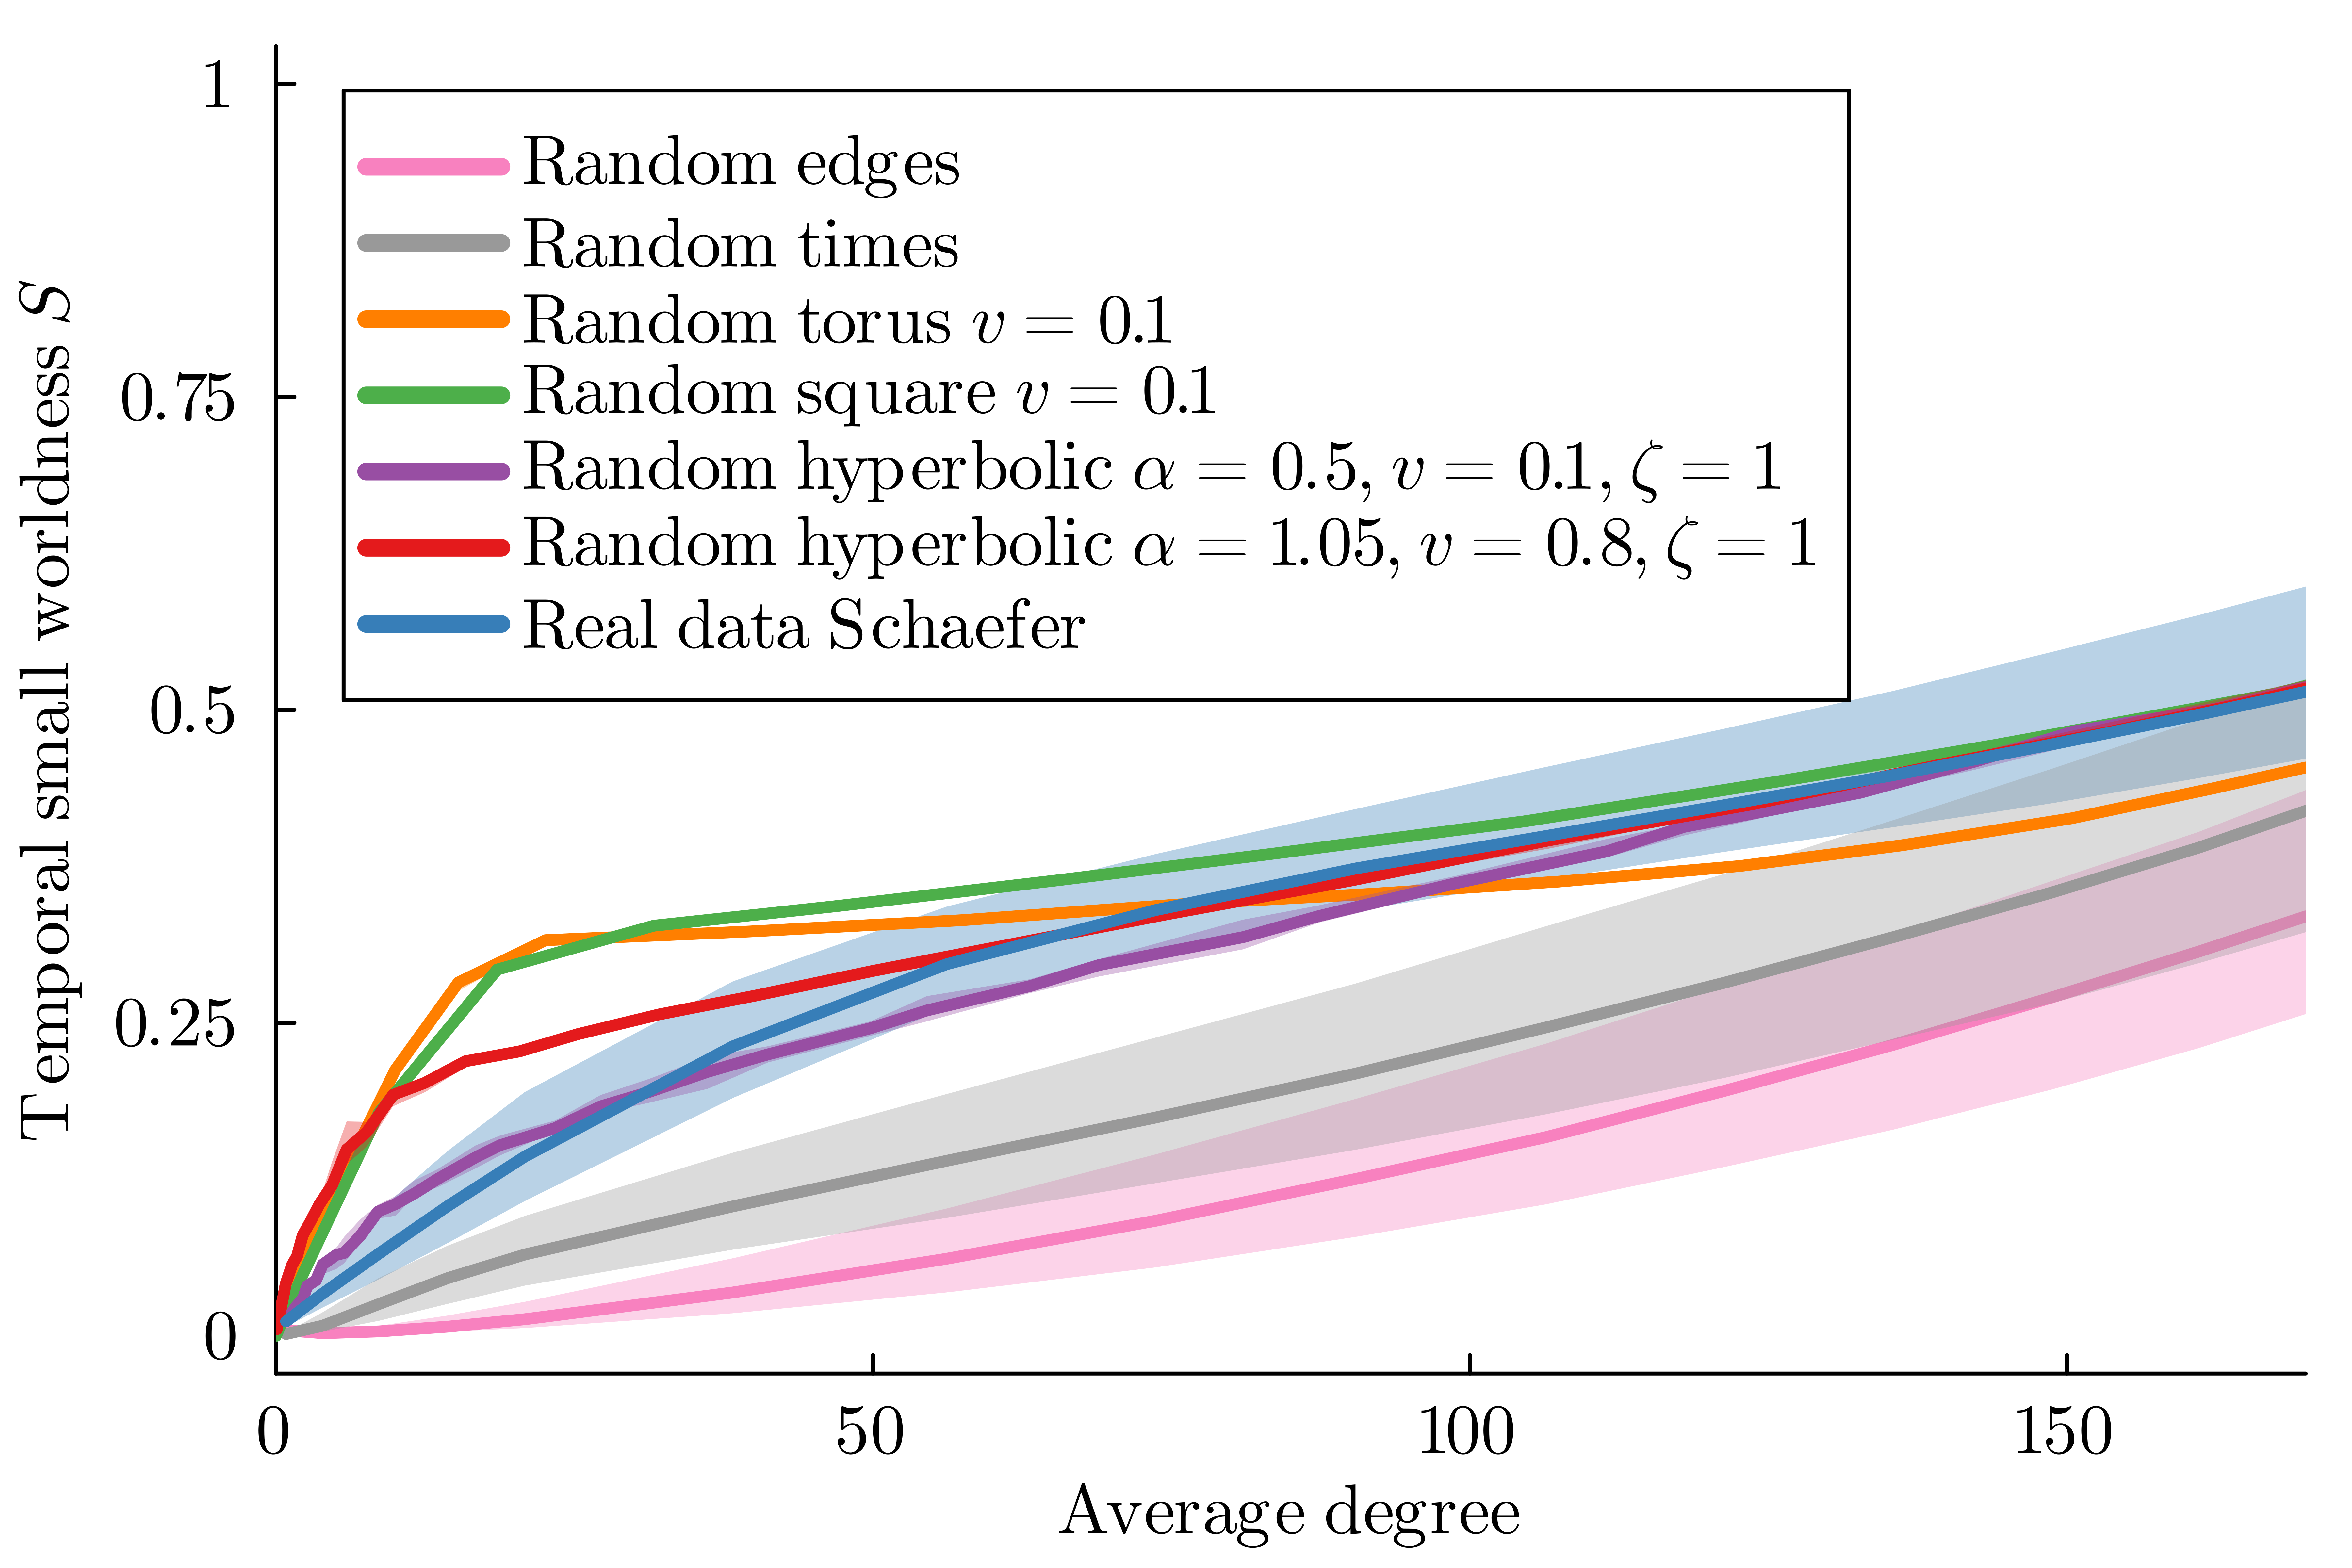 Temporal small worldness S
1
0.75
0.5
0.25
0
Random edges
Random times
Random torus v = 0.1
Random square v = 0.1
Random hyperbolic α = 0.5, v = 0.1, ζ = 1
Random hyperbolic α = 1.05, v = 0.8, ζ = 1
Real data Schaefer
0 50 100 150
Average degree